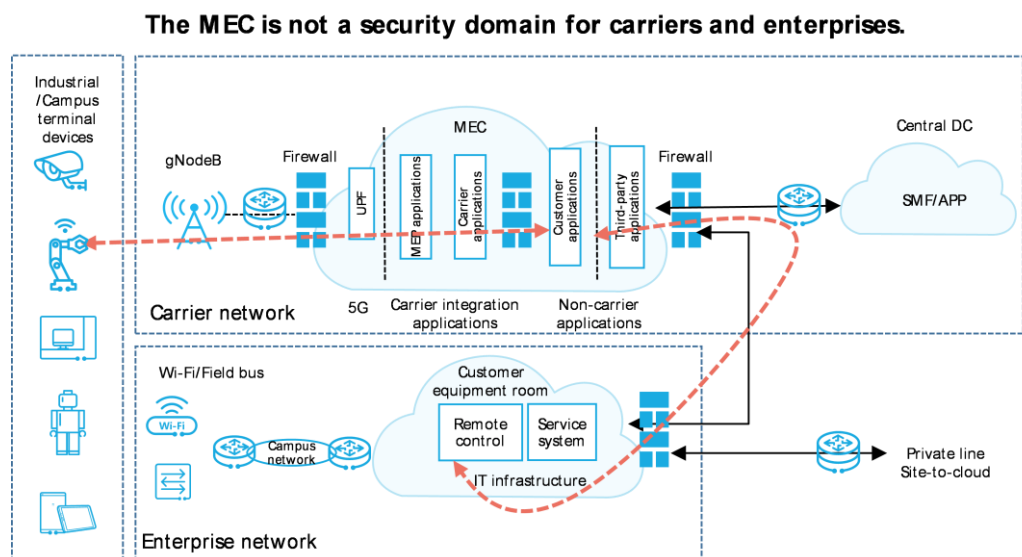 The MEC is not a security domain for carriers and enterprises.
Industrial
/Campus
terminal
devices
gNodeB
Firewall
UPF
MEC
MEP applications
Carrier
applications
Customer
applications
Third-party
applications
Firewall
Central DC
SMF/APP
5G
Carrier integration
applications
Non-carrier
applications
Carrier network
Wi-Fi/Field bus
Wi-Fi
Campus
network
Customer
equipment room
Remote
control
Service
system
IT infrastructure
Private line
Site-to-cloud
Enterprise network